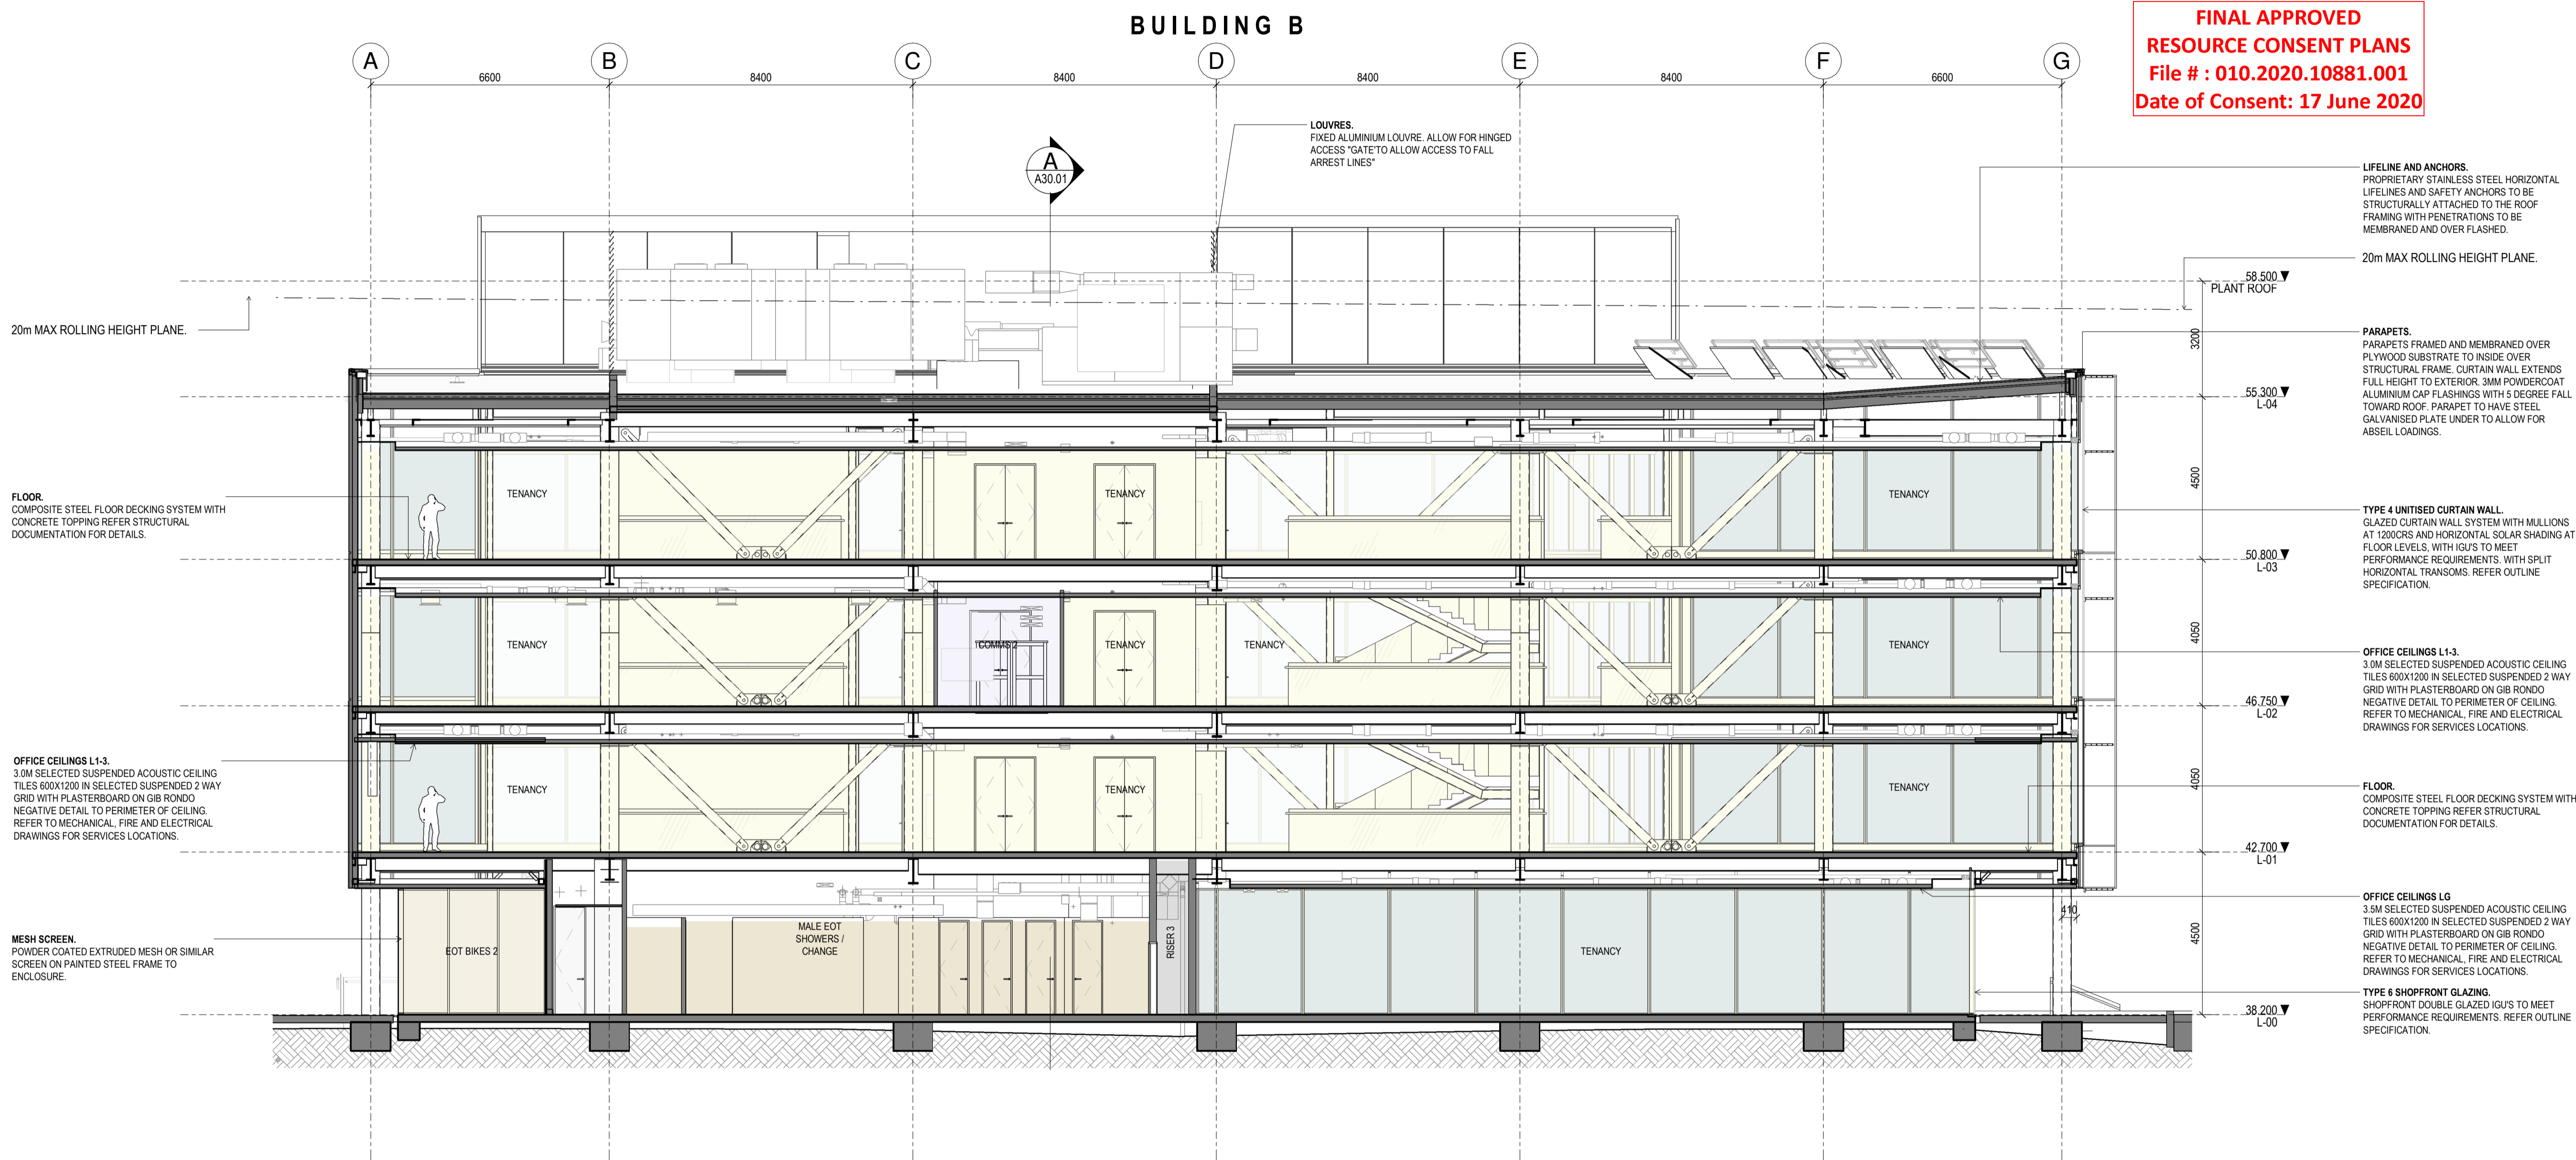 BUILDING B
FINAL APPROVED
RESOURCE CONSENT PLANS
File # : 010.2020.10881.001
Date of Consent: 17 June 2020
A
B
C
D
E
F
G
6600
8400
8400
8400
8400
6600
LOUVRES.
FIXED ALUMINIUM LOUVRE. ALLOW FOR HINGED
ACCESS "GATE'TO ALLOW ACCESS TO FALL
ARREST LINES"
A
A30.01
LIFELINE AND ANCHORS.
PROPRIETARY STAINLESS STEEL HORIZONTAL
LIFELINES AND SAFETY ANCHORS TO BE
STRUCTURALLY ATTACHED TO THE ROOF
FRAMING WITH PENETRATIONS TO BE
MEMBRANED AND OVER FLASHED.
20m MAX ROLLING HEIGHT PLANE.
58.500
PLANT ROOF
20m MAX ROLLING HEIGHT PLANE.
3200
PARAPETS.
PARAPETS FRAMED AND MEMBRANED OVER
PLYWOOD SUBSTRATE TO INSIDE OVER
STRUCTURAL FRAME. CURTAIN WALL EXTENDS
FULL HEIGHT TO EXTERIOR. 3MM POWDERCOAT
ALUMINIUM CAP FLASHINGS WITH 5 DEGREE FALL
TOWARD ROOF. PARAPET TO HAVE STEEL
GALVANISED PLATE UNDER TO ALLOW FOR
ABSEIL LOADINGS.
55.300
L-04
4500
FLOOR.
COMPOSITE STEEL FLOOR DECKING SYSTEM WITH
CONCRETE TOPPING REFER STRUCTURAL
DOCUMENTATION FOR DETAILS.
TENANCY
TENANCY
TENANCY
TYPE 4 UNITISED CURTAIN WALL.
GLAZED CURTAIN WALL SYSTEM WITH MULLIONS
AT 1200CRS AND HORIZONTAL SOLAR SHADING AT
FLOOR LEVELS, WITH IGU'S TO MEET
PERFORMANCE REQUIREMENTS. WITH SPLIT
HORIZONTAL TRANSOMS. REFER OUTLINE
SPECIFICATION.
50.800
L-03
4050
TENANCY
COMMS 2
TENANCY
TENANCY
TENANCY
OFFICE CEILINGS L1-3.
3.0M SELECTED SUSPENDED ACOUSTIC CEILING
TILES 600X1200 IN SELECTED SUSPENDED 2 WAY
GRID WITH PLASTERBOARD ON GIB RONDO
NEGATIVE DETAIL TO PERIMETER OF CEILING.
REFER TO MECHANICAL, FIRE AND ELECTRICAL
DRAWINGS FOR SERVICES LOCATIONS.
46.750
L-02
4050
OFFICE CEILINGS L1-3.
3.0M SELECTED SUSPENDED ACOUSTIC CEILING
TILES 600X1200 IN SELECTED SUSPENDED 2 WAY
GRID WITH PLASTERBOARD ON GIB RONDO
NEGATIVE DETAIL TO PERIMETER OF CEILING.
REFER TO MECHANICAL, FIRE AND ELECTRICAL
DRAWINGS FOR SERVICES LOCATIONS.
TENANCY
TENANCY
TENANCY
FLOOR.
COMPOSITE STEEL FLOOR DECKING SYSTEM WITH
CONCRETE TOPPING REFER STRUCTURAL
DOCUMENTATION FOR DETAILS.
42.700
L-01
410
4500
OFFICE CEILINGS LG
3.5M SELECTED SUSPENDED ACOUSTIC CEILING
TILES 600X1200 IN SELECTED SUSPENDED 2 WAY
GRID WITH PLASTERBOARD ON GIB RONDO
NEGATIVE DETAIL TO PERIMETER OF CEILING.
REFER TO MECHANICAL, FIRE AND ELECTRICAL
DRAWINGS FOR SERVICES LOCATIONS.
MESH SCREEN.
POWDER COATED EXTRUDED MESH OR SIMILAR
SCREEN ON PAINTED STEEL FRAME TO
ENCLOSURE.
EOT BIKES 2
MALE EOT
SHOWERS /
CHANGE
RISER 3
TENANCY
TYPE 6 SHOPFRONT GLAZING.
SHOPFRONT DOUBLE GLAZED IGU'S TO MEET
PERFORMANCE REQUIREMENTS. REFER OUTLINE
SPECIFICATION.
38.200
L-00